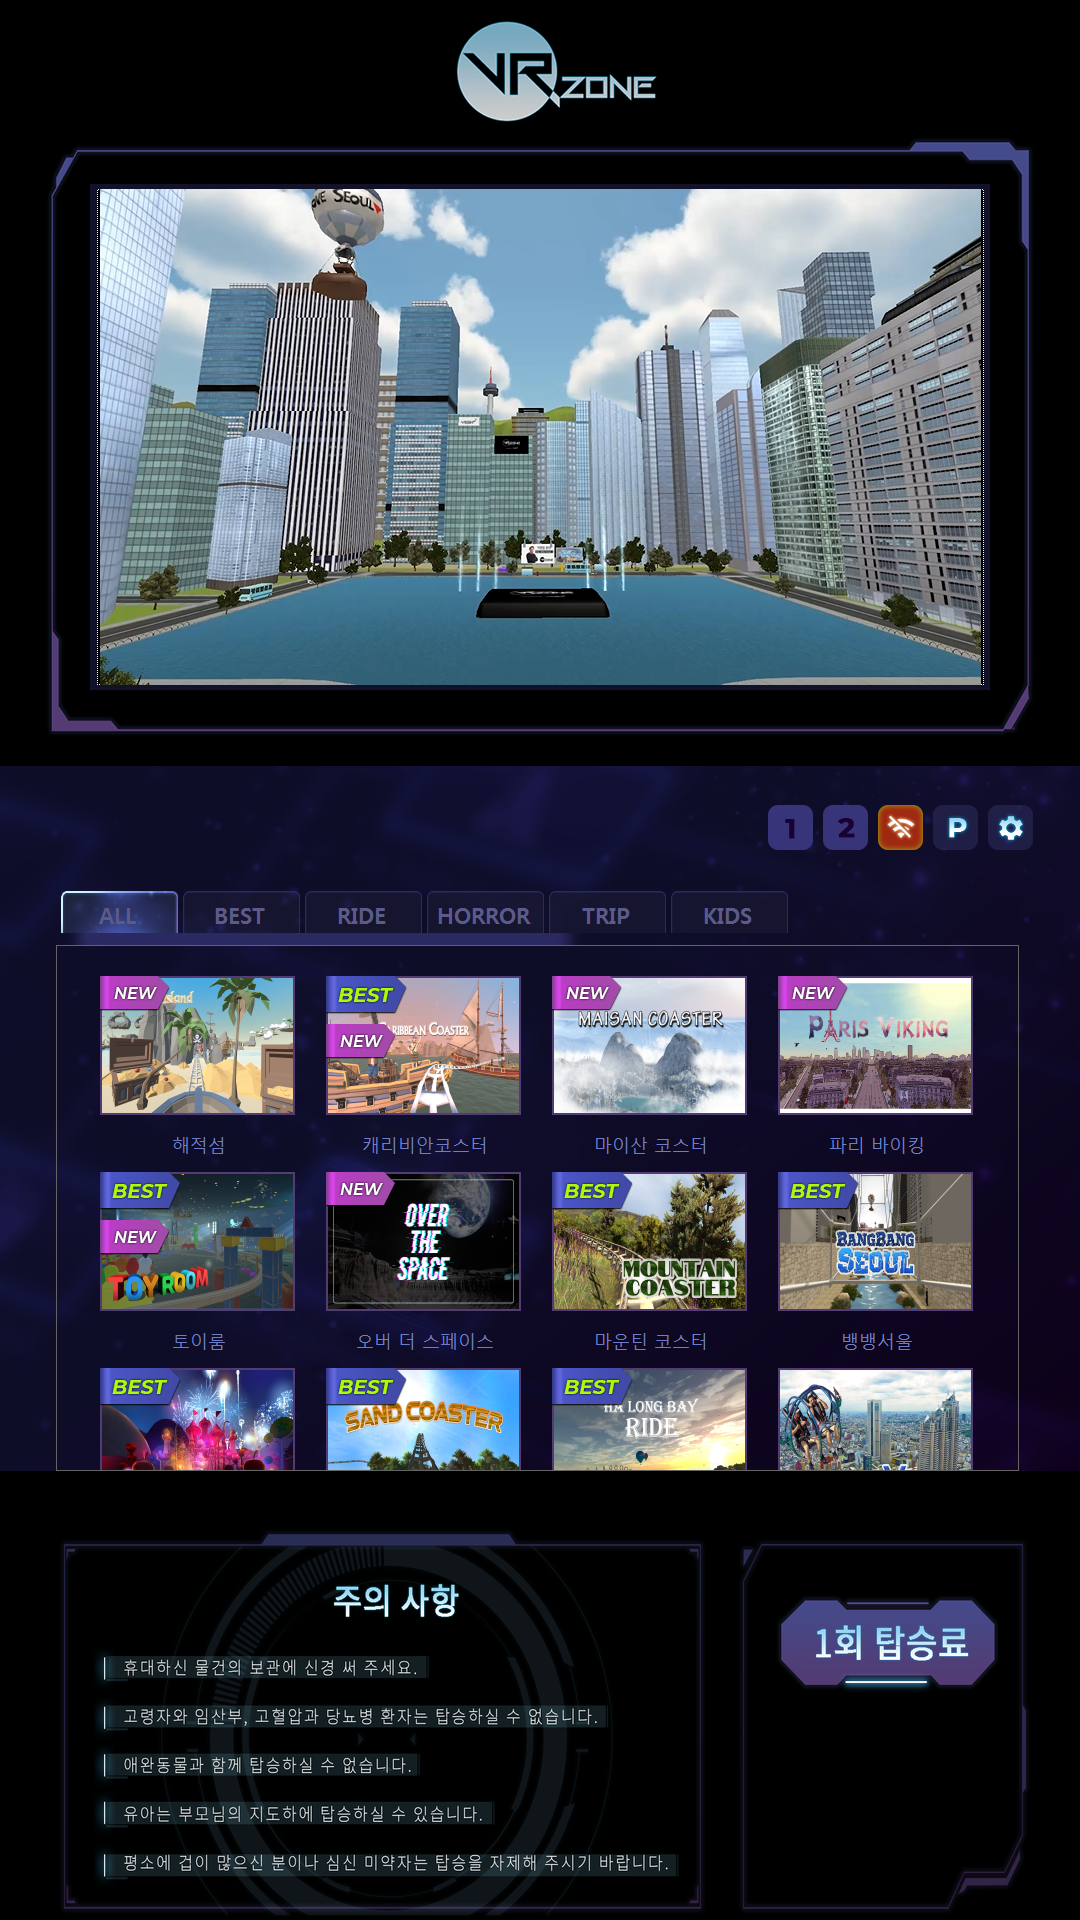 VR ZONE
NE SEOUL
1 2 P
ALL BEST RIDE HORROR TRIP KIDS
NEW
BEST
NEW
CARIBBEAN COASTER
NEW
MAISAN COASTER
NEW
PARIS VIKING
해적섬 캐리비안코스터 마이산 코스터 파리 바이킹
BEST
NEW
TOY ROOM
NEW
OVER
THE
SPACE
BEST
MOUNTAIN
COASTER
BEST
BANGBANG
SEOUL
토이룸 오버 더 스페이스 마운틴 코스터 뱅뱅서울
BEST
BEST
SAND COASTER
BEST
HA LONG BAY
RIDE
주의 사항
휴대하신 물건의 보관에 신경 써 주세요.
고령자와 임산부, 고혈압과 당뇨병 환자는 탑승하실 수 없습니다.
애완동물과 함께 탑승하실 수 없습니다.
유아는 부모님의 지도하에 탑승하실 수 있습니다.
평소에 겁이 많으신 분이나 심신 미약자는 탑승을 자제해 주시기 바랍니다.
1회 탑승료